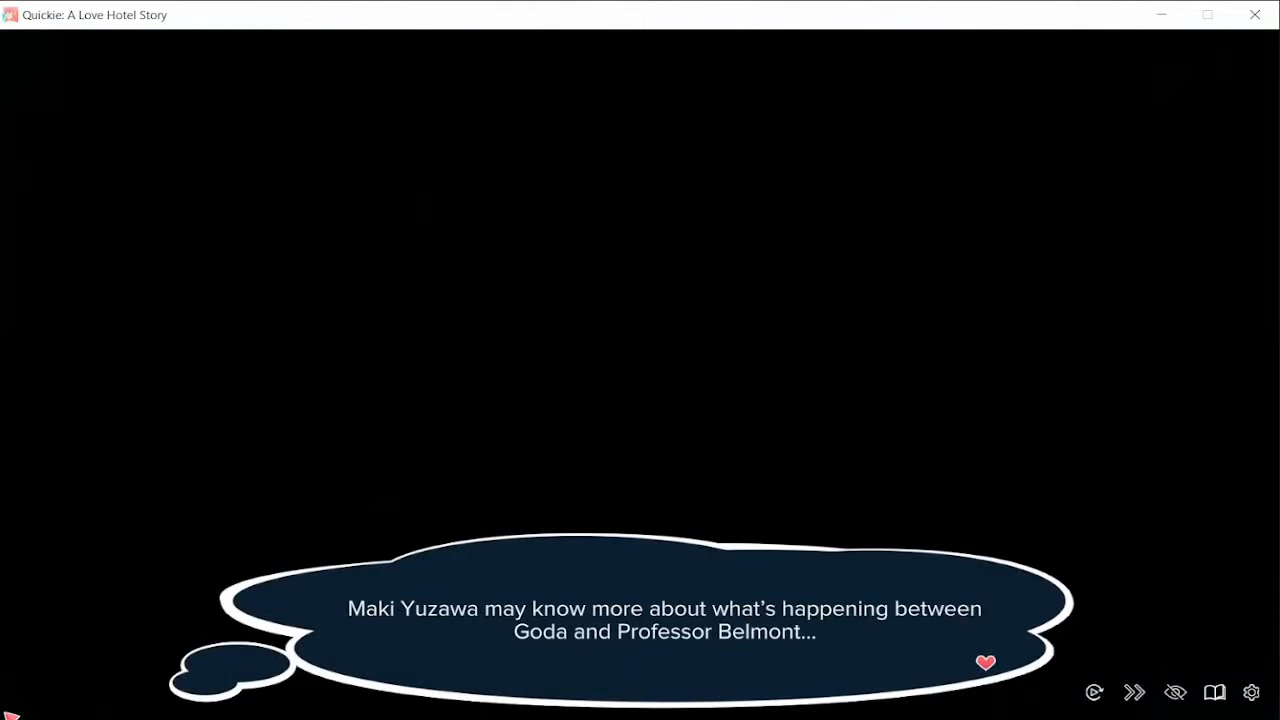 Quickie: A Love Hotel Story
Maki Yuzawa may know more about what’s happening between
Goda and Professor Belmont...